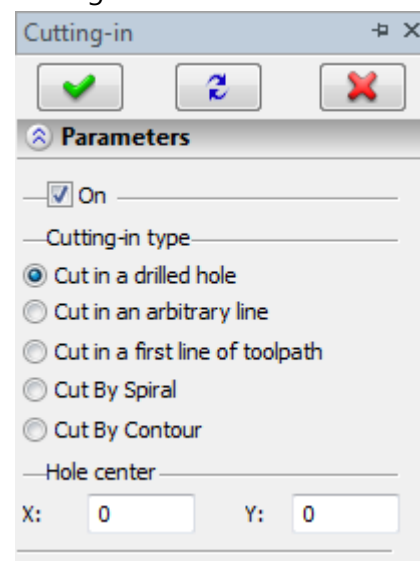 Cutting-in
Parameters
On
Cutting-in type
Cut in a drilled hole
Cut in an arbitrary line
Cut in a first line of toolpath
Cut By Spiral
Cut By Contour
Hole center
X: 0 Y: 0